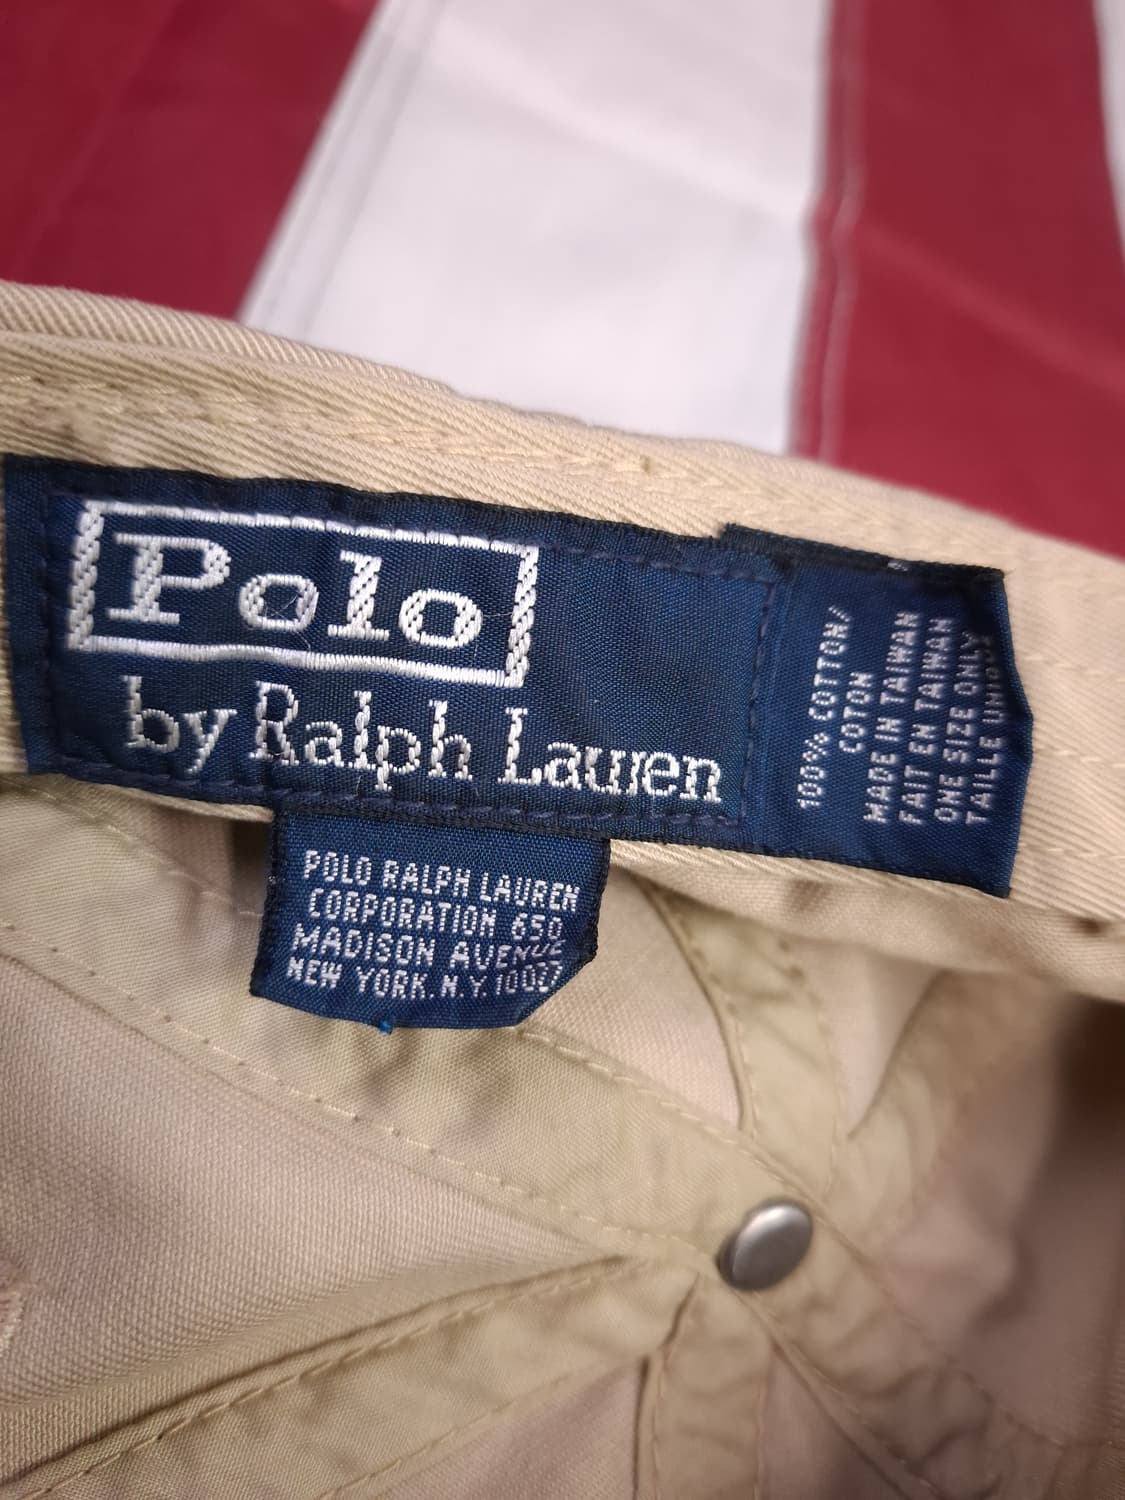 Polo
by Ralph Lauren
100% COTTON/
COTON
MADE IN TAIWAN
FAIT EN TAIWAN
ONE SIZE ONLY
TAILLE UNIQUE
POLO RALPH LAUREN
CORPORATION 650
MADISON AVENUE
NEW YORK. N.Y.